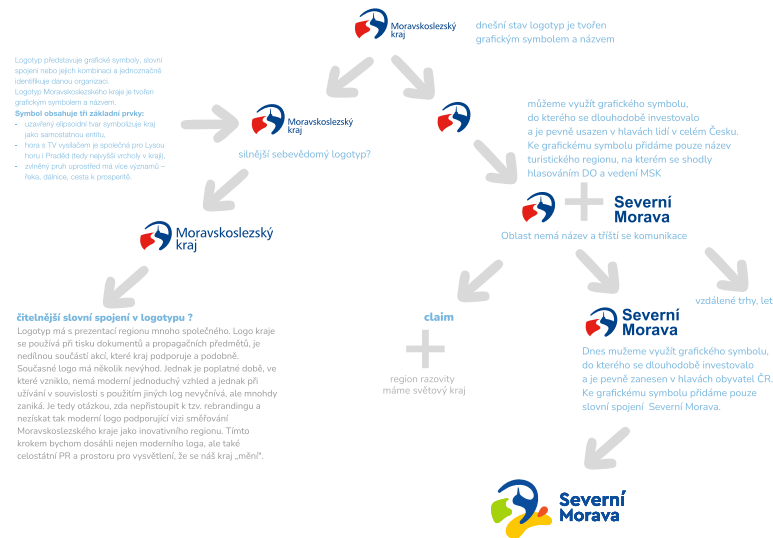 Moravskoslezský
kraj
dnešní stav logotyp je tvořen
grafickým symbolem a názvem
Logotyp představuje grafické symboly, slovní
spojení nebo jejich kombinaci a jednoznačně
identifikuje danou organizaci.
Logotyp Moravskoslezského kraje je tvořen
grafickým symbolem a názvem.
Symbol obsahuje tři základní prvky:
- uzavřený elipsoidní tvar symbolizuje kraj
jako samostatnou entitu,
- hora s TV vysílačem je společné pro Lysou
horu i Praděd (tedy nejvyšší vrcholy v kraji),
- zvlněný pruh uprostřed má více významů –
řeka, dálnice, cesta k prosperitě.
Moravskoslezský
kraj
silnější sebevědomý logotyp?
můžeme využít grafického symbolu,
do kterého se dlouhodobě investovalo
a je pevně usazen v hlavách lidí v celém Česku.
Ke grafickému symbolu přidáme pouze název
turistického regionu, na kterém se shodly
hlasováním DO a vedení MSK
Severní
Morava
Oblast nemá název a tříští se komunikace
Moravskoslezský
kraj
čitelnější slovní spojení v logotypu ?
Logotyp má s prezentací regionu mnoho společného. Logo kraje
se používá při tisku dokumentů a propagačních předmětů, je
nedílnou součástí akcí, které kraj podporuje a podobně.
Současné logo má několik nevýhod. Jednak je poplatné době, ve
které vzniklo, nemá moderní jednoduchý vzhled a jednak při
užívání v souvislosti s použitím jiných log nevyčnívá, ale mnohdy
zaniká. Je tedy otázkou, zda nepřistoupit k tzv. rebrandingu a
nezískat tak moderní logo podporující vizi směřování
Moravskoslezského kraje jako inovativního regionu. Tímto
krokem bychom dosáhli nejen moderního loga, ale také
celostátní PR a prostoru pro vysvětlení, že se náš kraj „mění".
claim
region razovity
máme světový kraj
vzdálené trhy, let
Severní
Morava
Dnes mužeme využít grafického symbolu,
do kterého se dlouhodobě investovalo
a je pevně zanesen v hlavách obyvatel ČR.
Ke grafickému symbolu přidáme pouze
slovní spojení Severní Morava.
Severní
Morava